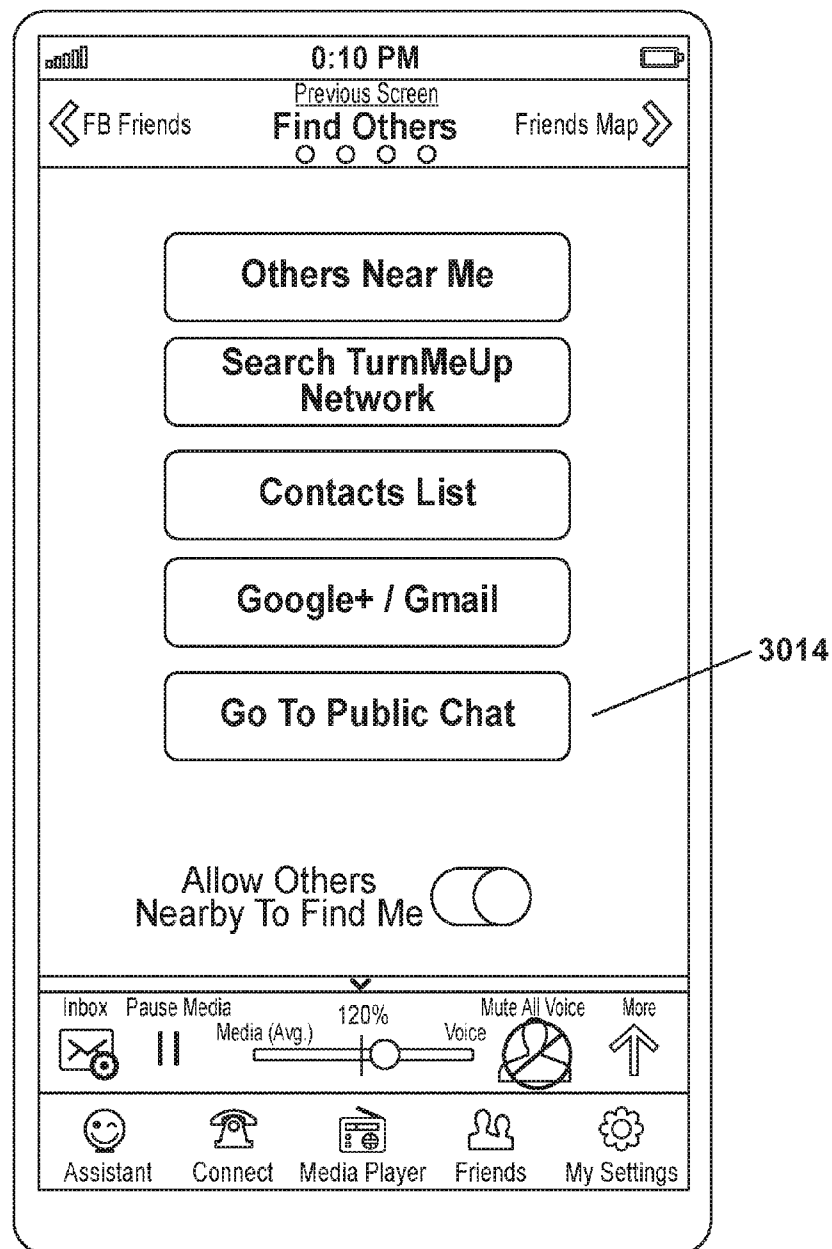 0:10 PM
Previous Screen
FB Friends Find Others Friends Map
Others Near Me
Search TurnMeUp
Network
Contacts List
Google+ / Gmail
Go To Public Chat
3014
Allow Others
Nearby To Find Me
Inbox Pause Media 120% Mute All Voice More
Media (Avg.) Voice
Assistant Connect Media Player Friends My Settings